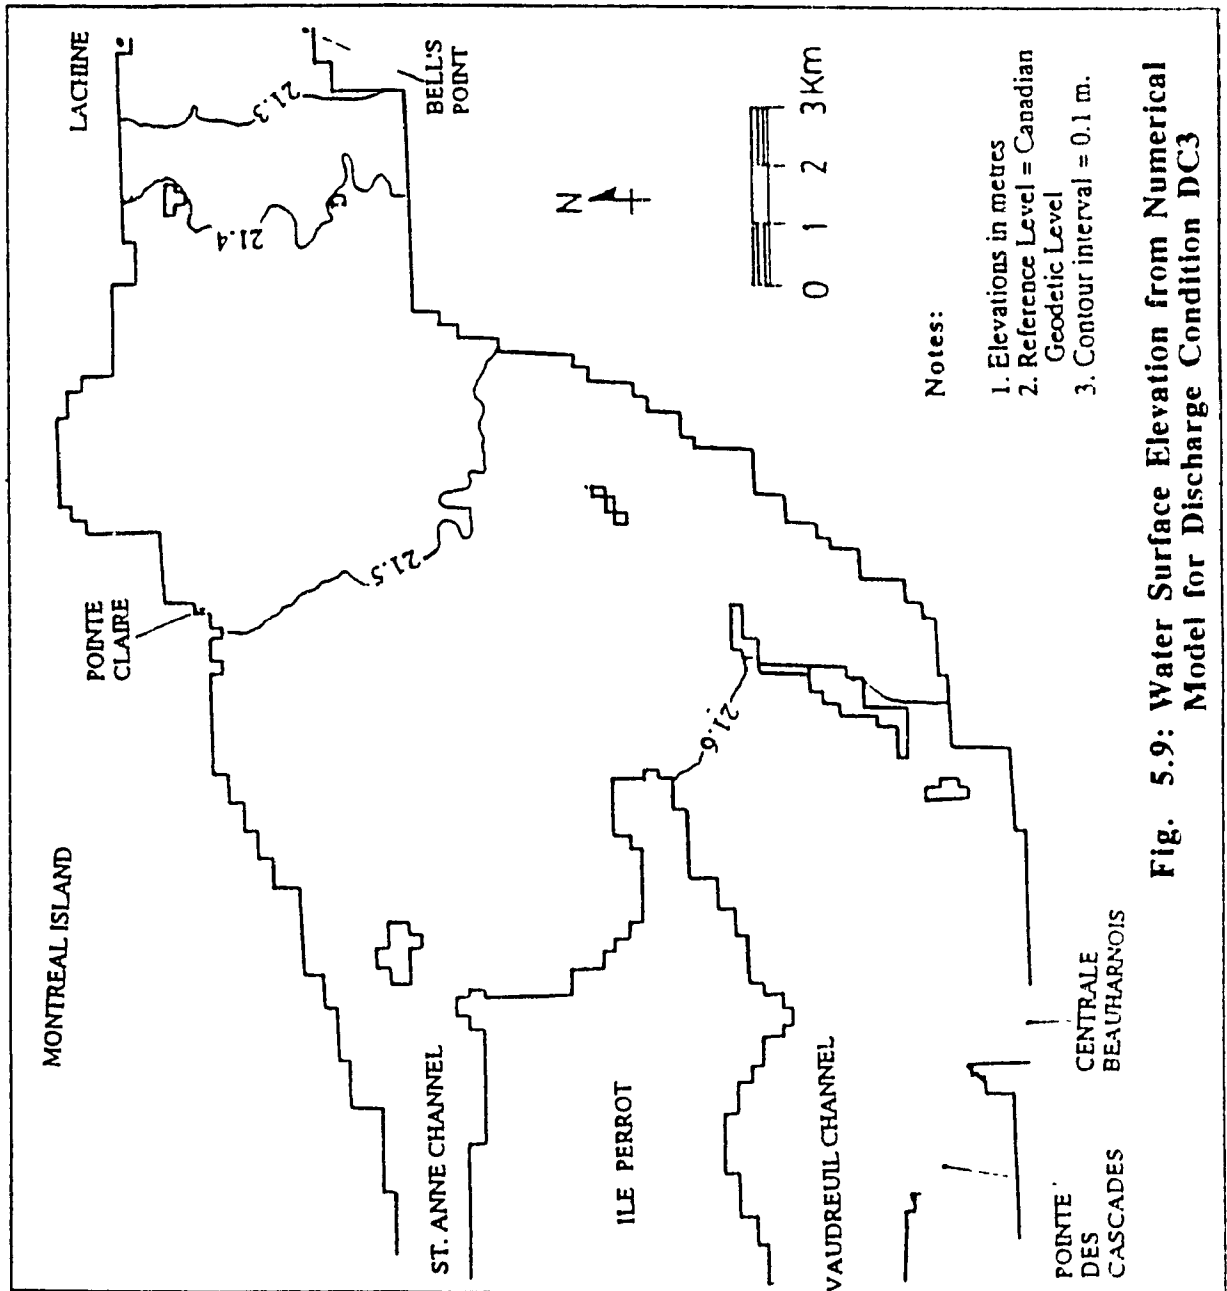 MONTREAL ISLAND
POINTE
CLAIRE
LACHINE
21.3
21.4
BELL'S
POINT
21.5
21.6
ST. ANNE CHANNEL
ILE PERROT
VAUDREUIL CHANNEL
POINTE
DES
CASCADES
CENTRALE
BEAUHARNOIS
N
0 1 2 3Km
Notes:
1. Elevations in metres
2. Reference Level = Canadian
Geodetic Level
3. Contour interval = 0.1 m.
Fig. 5.9: Water Surface Elevation from Numerical
Model for Discharge Condition DC3